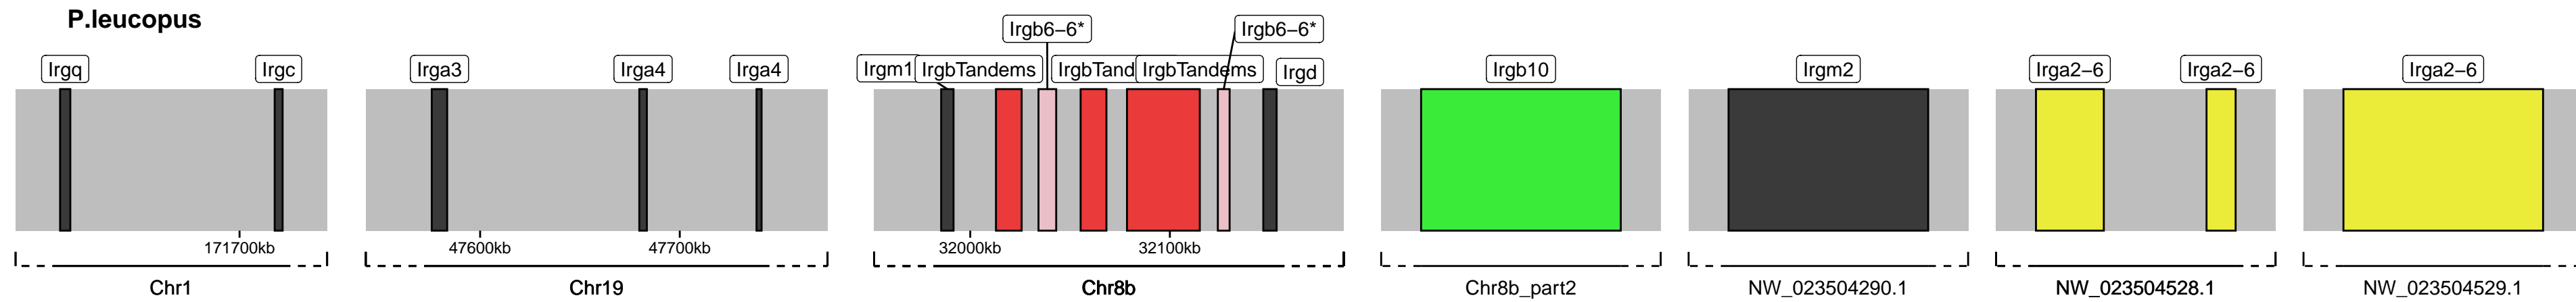 P.leucopus
Irgb6−6*
Irgb6−6*
Irgq
Irgc
Irga3
Irga4
Irga4
Irgm1
IrgbTandems
IrgbTand
IrgbTandems
Irgd
Irgb10
Irgm2
Irga2−6
Irga2−6
Irga2−6
171700kb
47600kb
47700kb
32000kb
32100kb
Chr1
Chr19
Chr8b
Chr8b_part2
NW_023504290.1
NW_023504528.1
NW_023504529.1